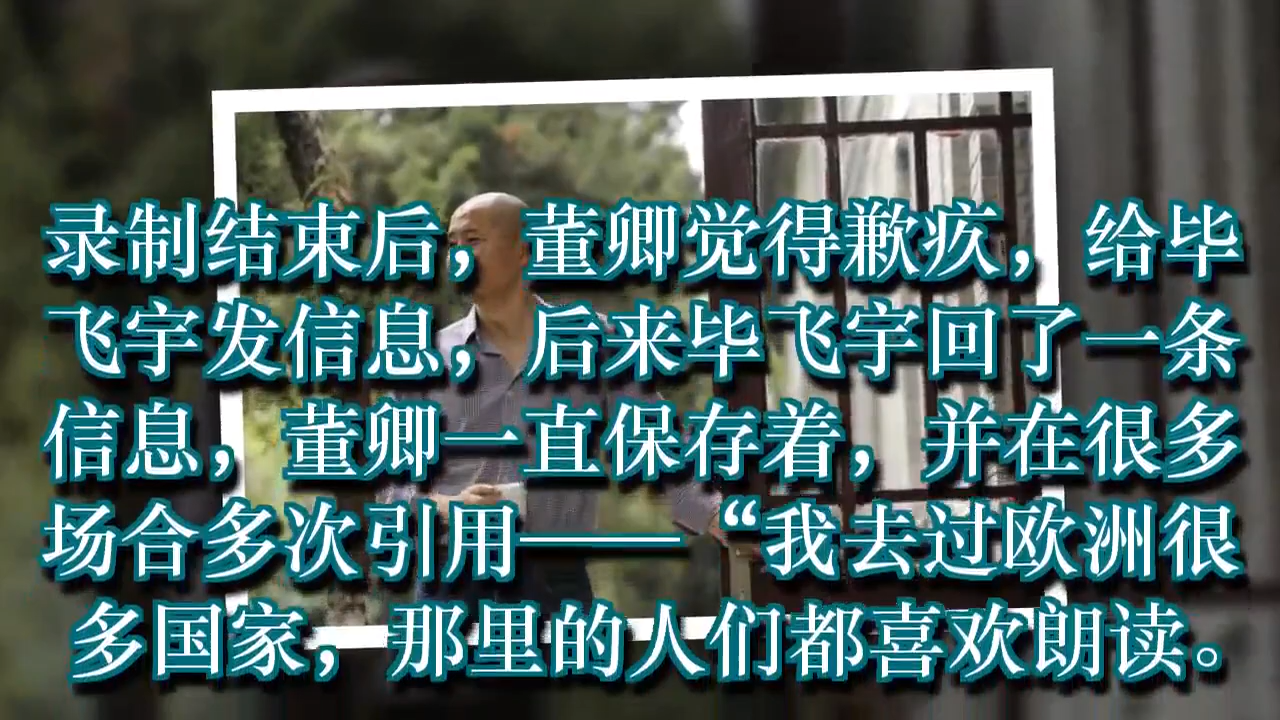 录制结束后，董卿觉得歉疚，给毕
飞宇发信息，后来毕飞宇回了一条
信息，董卿一直保存着，并在很多
场合多次引用——“我去过欧洲很
多国家，那里的人们都喜欢朗读。